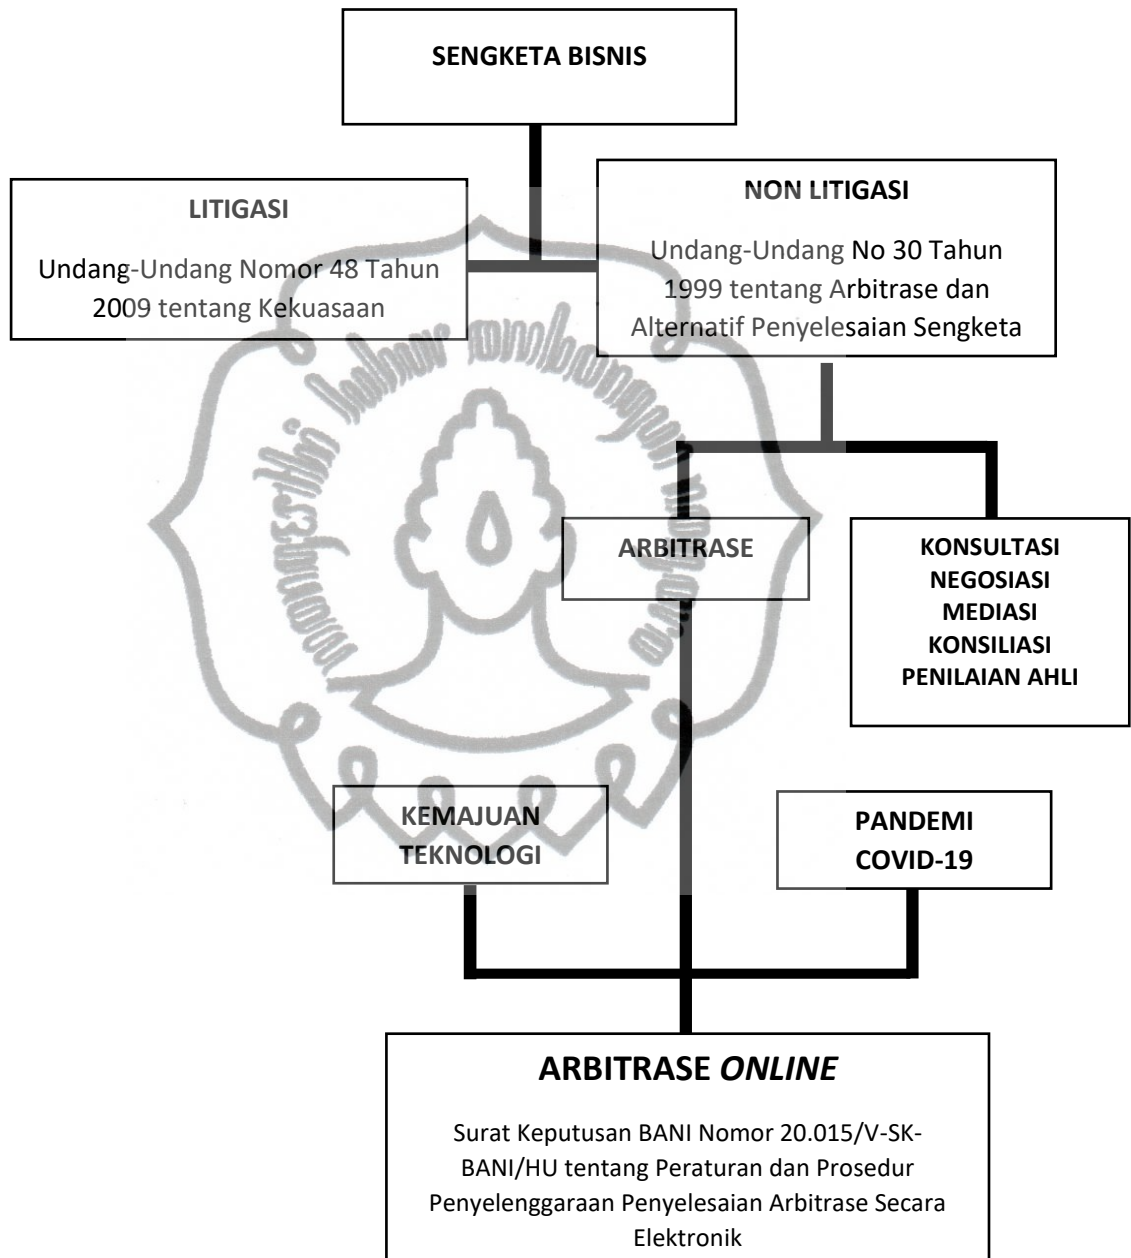 SENGKETA BISNIS
LITIGASI
Undang-Undang Nomor 48 Tahun
2009 tentang Kekuasaan
NON LITIGASI
Undang-Undang No 30 Tahun
1999 tentang Arbitrase dan
Alternatif Penyelesaian Sengketa
ARBITRASE
KONSULTASI
NEGOSIASI
MEDIASI
KONSILIASI
PENILAIAN AHLI
KEMAJUAN
TEKNOLOGI
PANDEMI
COVID-19
ARBITRASE ONLINE
Surat Keputusan BANI Nomor 20.015/V-SK-
BANI/HU tentang Peraturan dan Prosedur
Penyelenggaraan Penyelesaian Arbitrase Secara
Elektronik